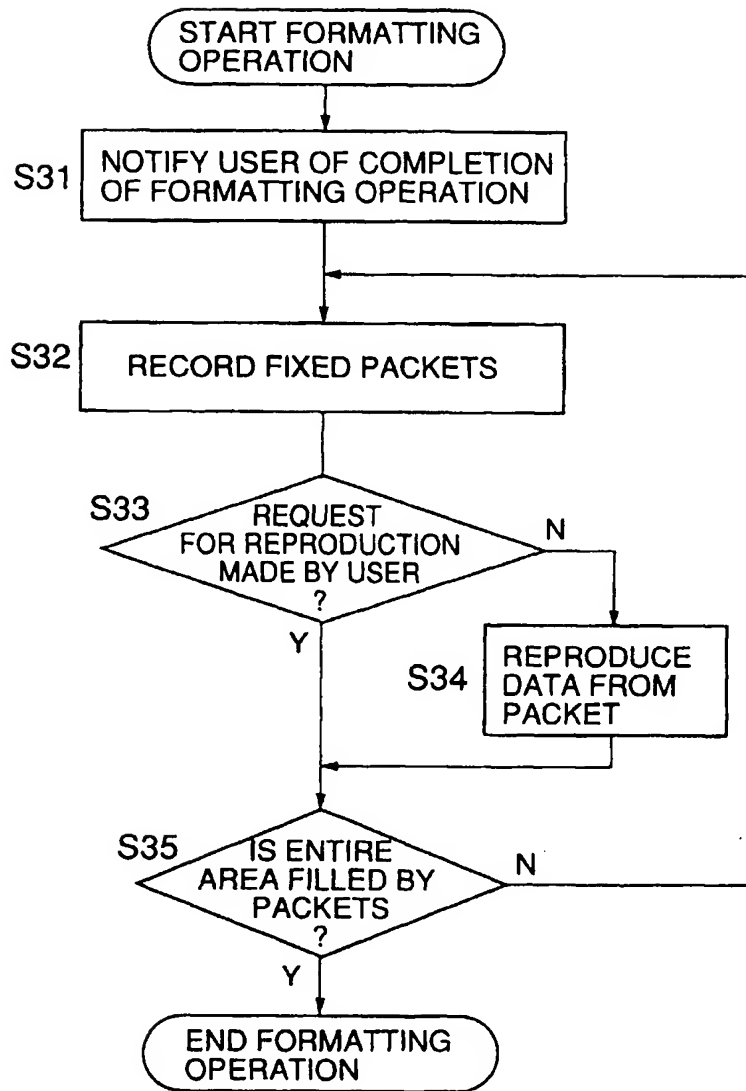 START FORMATTING
OPERATION
S31
NOTIFY USER OF COMPLETION
OF FORMATTING OPERATION
S32
RECORD FIXED PACKETS
S33
REQUEST
FOR REPRODUCTION
MADE BY USER
?
N
Y
S34
REPRODUCE
DATA FROM
PACKET
S35
IS ENTIRE
AREA FILLED BY
PACKETS
?
N
Y
END FORMATTING
OPERATION